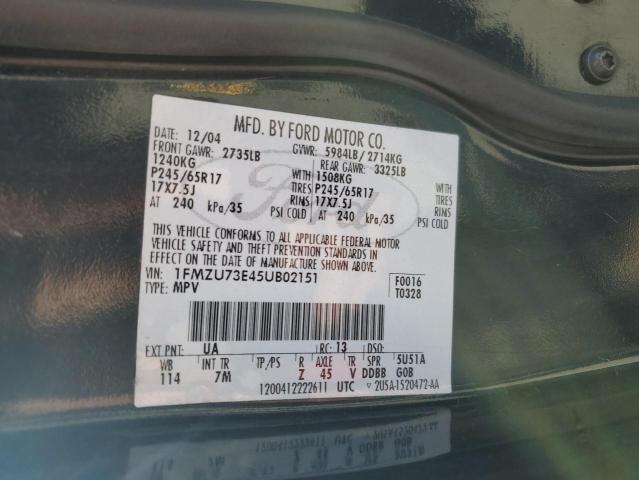 MFD. BY FORD MOTOR CO.
DATE: 12/04 GVWR: 5984LB/2714KG
FRONT GAWR: 2735LB REAR GAWR: 3325LB
1240KG WITH 1508KG WITH
P245/65R17 TIRES P245/65R17 TIRES
17X7.5J RIMS 17X7.5J RIMS
AT 240 kPa/35 PSI COLD AT 240 kPa/35 PSI COLD
Ford
THIS VEHICLE CONFORMS TO ALL APPLICABLE FEDERAL MOTOR
VEHICLE SAFETY AND THEFT PREVENTION STANDARDS IN
EFFECT ON THE DATE OF MANUFACTURE SHOWN ABOVE.
VIN: 1FMZU73E45UB02151 F0016
TYPE: MPV T0328
EXT PNT: UA RC: 13 DSO:
WB INT TR TP/PS R AXLE TR SPR 5U51A
114 7M Z 45 V DDBB GOB
1200412222611 UTC ▽ 2U5A-1520472-AA